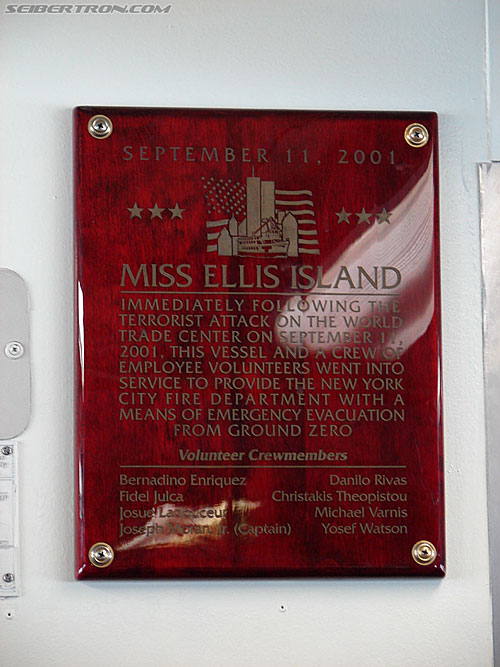 SEIBERTRON.COM
SEPTEMBER 11, 2001
MISS ELLIS ISLAND
IMMEDIATELY FOLLOWING THE
TERRORIST ATTACK ON THE WORLD
TRADE CENTER ON SEPTEMBER 11,
2001, THIS VESSEL AND A CREW OF
EMPLOYEE VOLUNTEERS WENT INTO
SERVICE TO PROVIDE THE NEW YORK
CITY FIRE DEPARTMENT WITH A
MEANS OF EMERGENCY EVACUATION
FROM GROUND ZERO
Volunteer Crewmembers
Bernadino Enriquez Danilo Rivas
Fidel Julca Christakis Theopistou
Josue Michael Varnis
Joseph Jr. (Captain) Yosef Watson